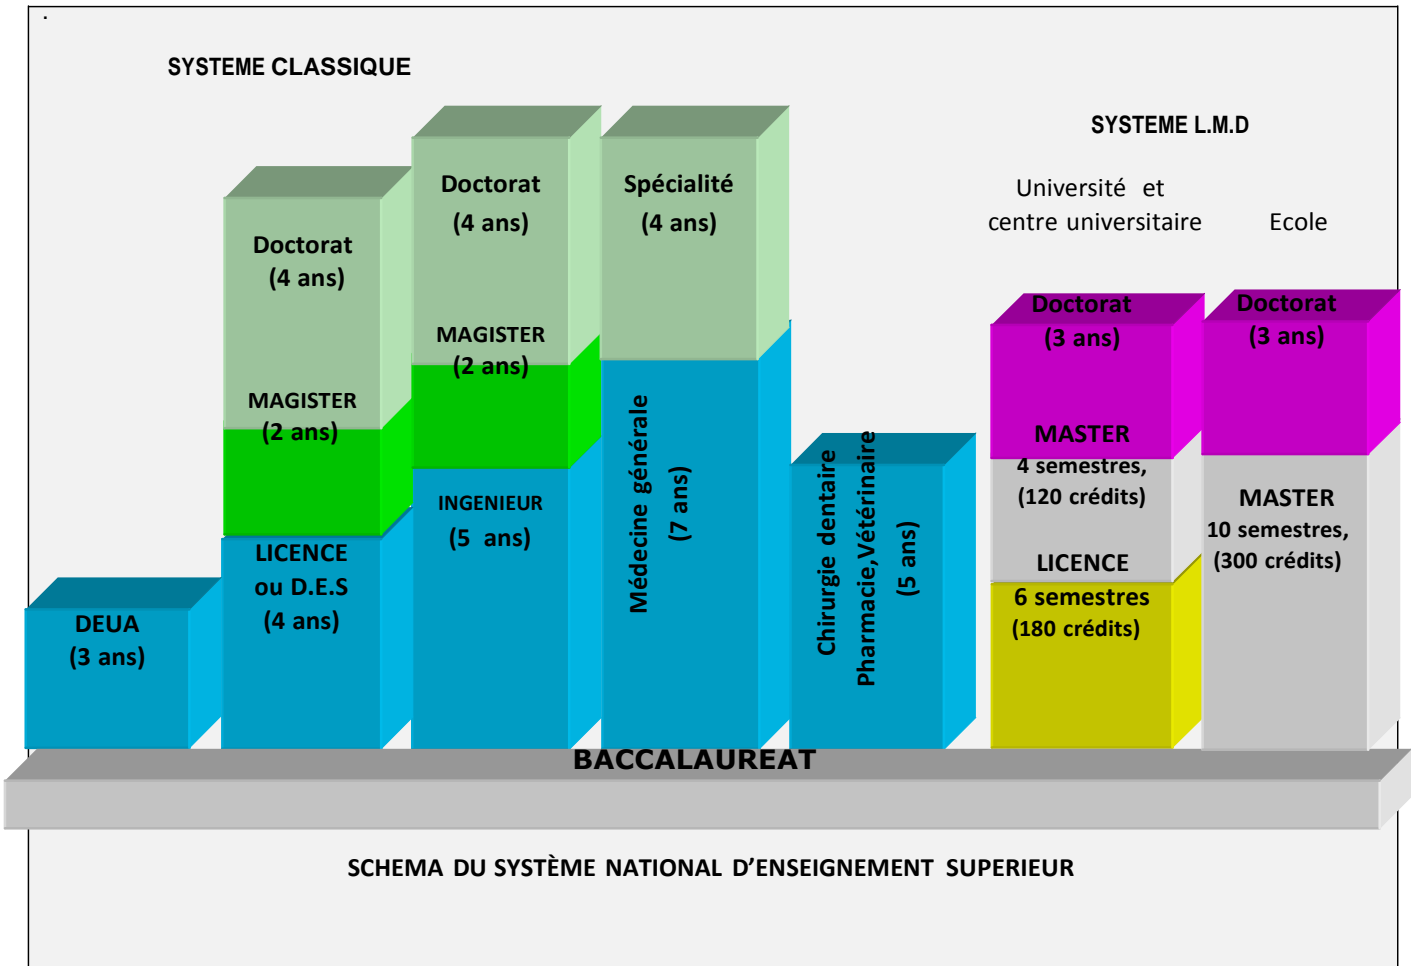 .
SYSTEME CLASSIQUE
Doctorat
(4 ans)
MAGISTER
(2 ans)
LICENCE
ou D.E.S
(4 ans)
DEUA
(3 ans)
Doctorat
(4 ans)
MAGISTER
(2 ans)
INGENIEUR
(5 ans)
Spécialité
(4 ans)
Médecine générale
(7 ans)
Chirurgie dentaire
Pharmacie,Vétérinaire
(5 ans)
SYSTEME L.M.D
Université et
centre universitaire
Doctorat
(3 ans)
MASTER
4 semestres,
(120 crédits)
LICENCE
6 semestres
(180 crédits)
Ecole
Doctorat
(3 ans)
MASTER
10 semestres,
(300 crédits)
BACCALAUREAT
SCHEMA DU SYSTÈME NATIONAL D’ENSEIGNEMENT SUPERIEUR